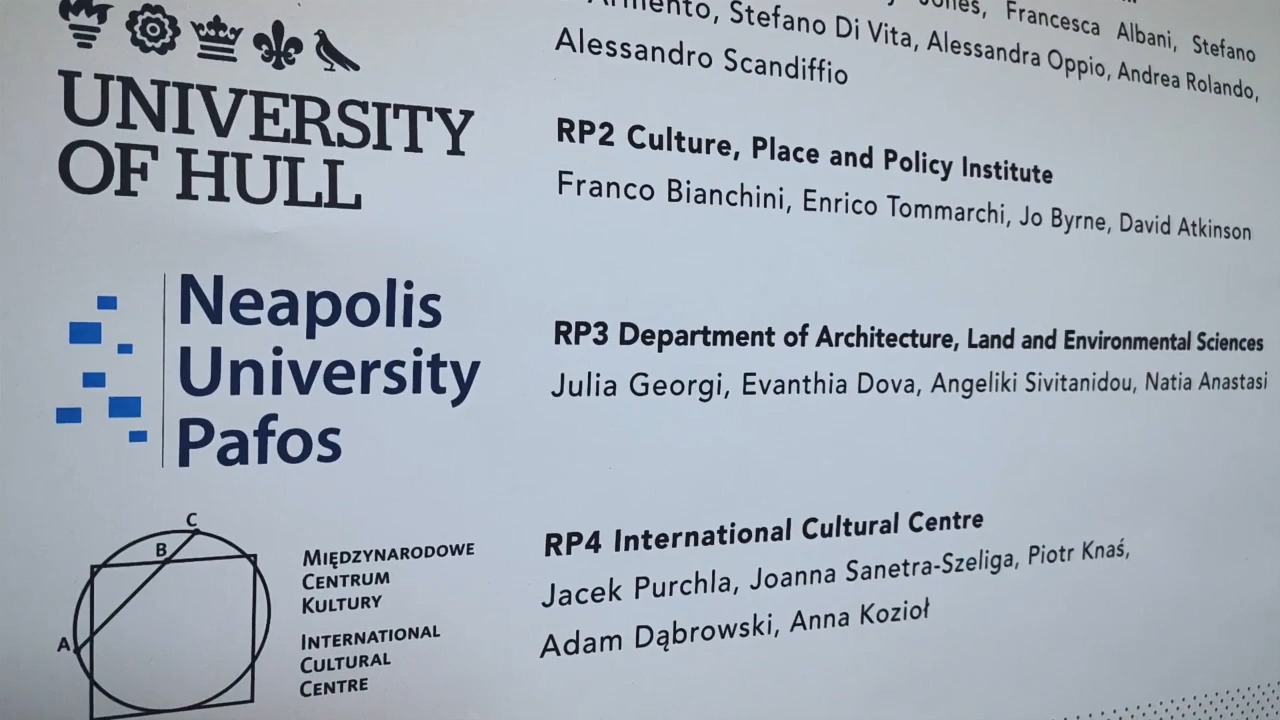 Jones, Francesca Albani, Stefano
Stefano Di Vita, Alessandra Oppio, Andrea Rolando,
Alessandro Scandiffio
UNIVERSITY
OF HULL
RP2 Culture, Place and Policy Institute
Franco Bianchini, Enrico Tommarchi, Jo Byrne, David Atkinson
Neapolis
University
Pafos
RP3 Department of Architecture, Land and Environmental Sciences
Julia Georgi, Evanthia Dova, Angeliki Sivitanidou, Natia Anastasi
C
B
A
MIĘDZYNARODOWE
CENTRUM
KULTURY
INTERNATIONAL
CULTURAL
CENTRE
RP4 International Cultural Centre
Jacek Purchla, Joanna Sanetra-Szeliga, Piotr Knaś,
Adam Dąbrowski, Anna Kozioł